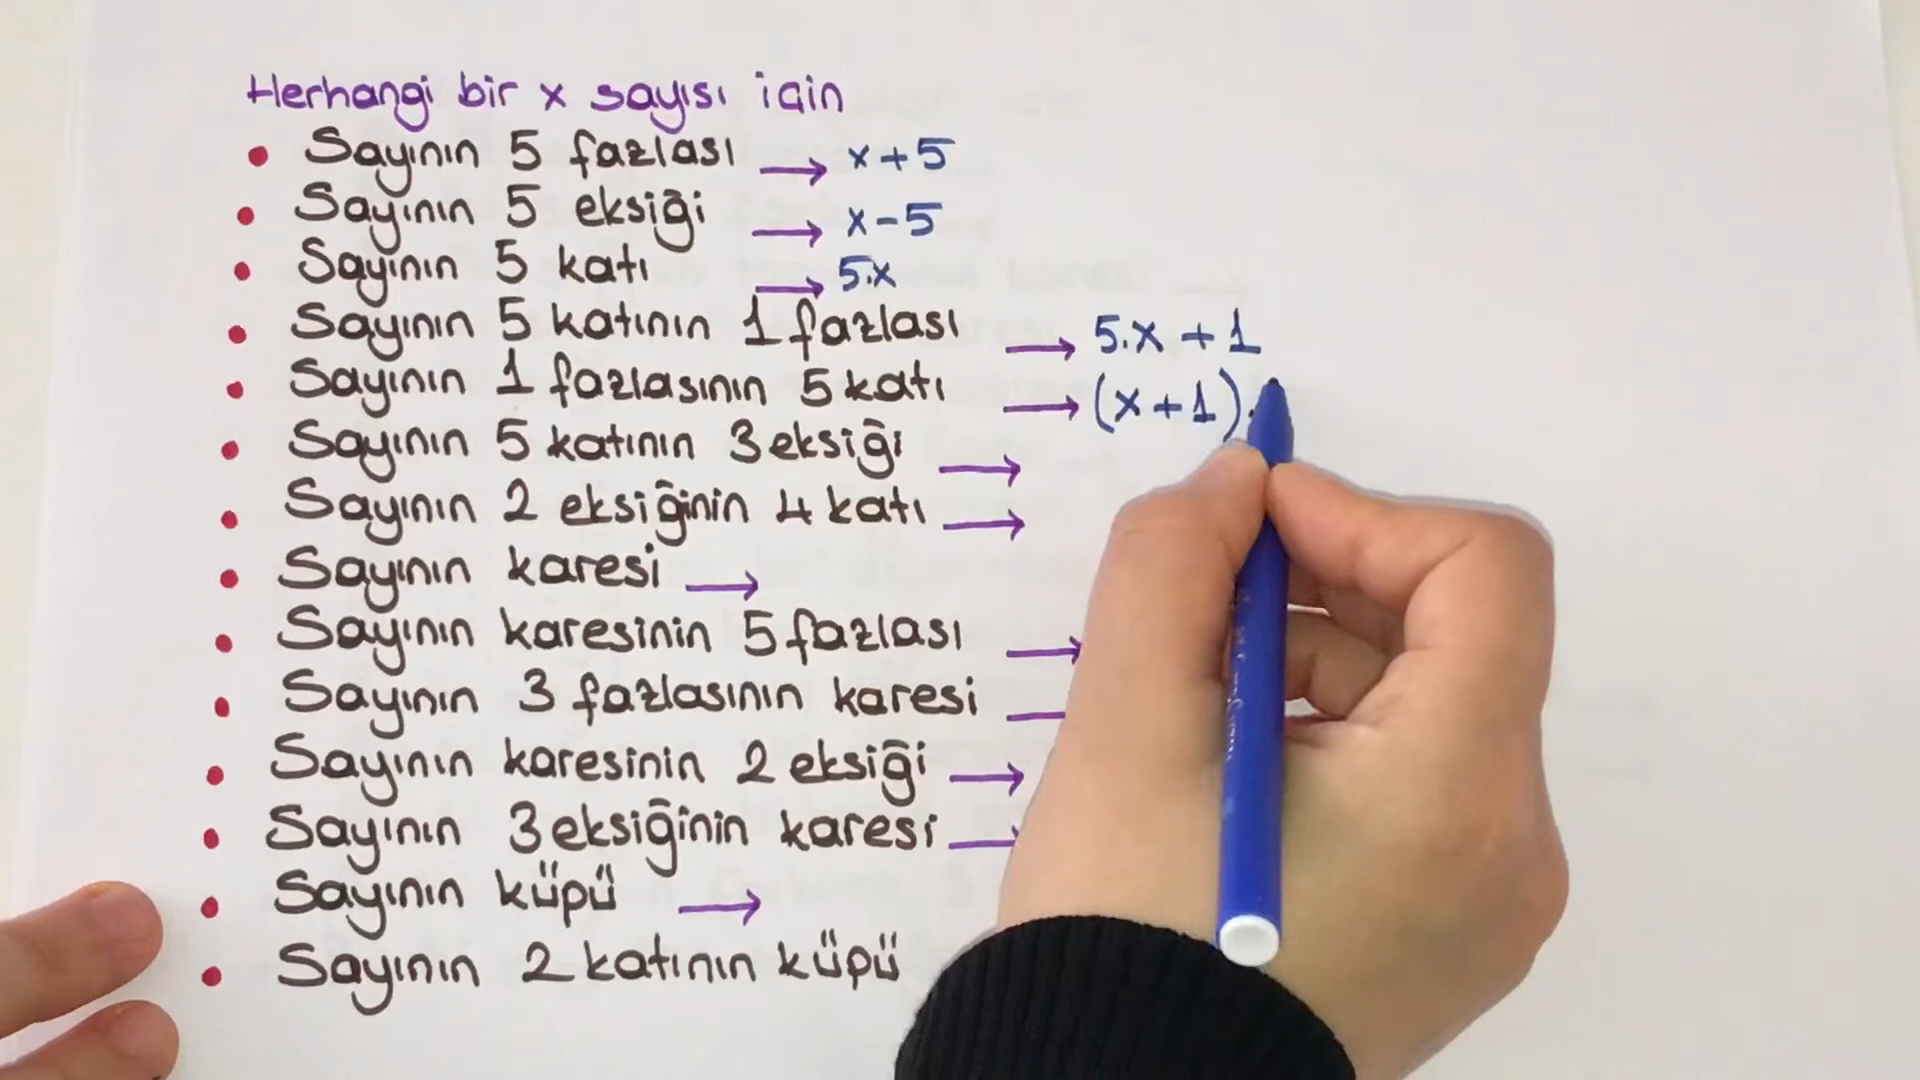 Herhangi bir x sayısı için
• Sayının 5 fazlası → x+5
• Sayının 5 eksiği → x-5
• Sayının 5 katı → 5.x
• Sayının 5 katının 1 fazlası → 5.x + 1
• Sayının 1 fazlasının 5 katı → (x+1).
• Sayının 5 katının 3 eksiği →
• Sayının 2 eksiğinin 4 katı →
• Sayının karesi →
• Sayının karesinin 5 fazlası →
• Sayının 3 fazlasının karesi →
• Sayının karesinin 2 eksiği →
• Sayının 3 eksiğinin karesi →
• Sayının küpü →
• Sayının 2 katının küpü